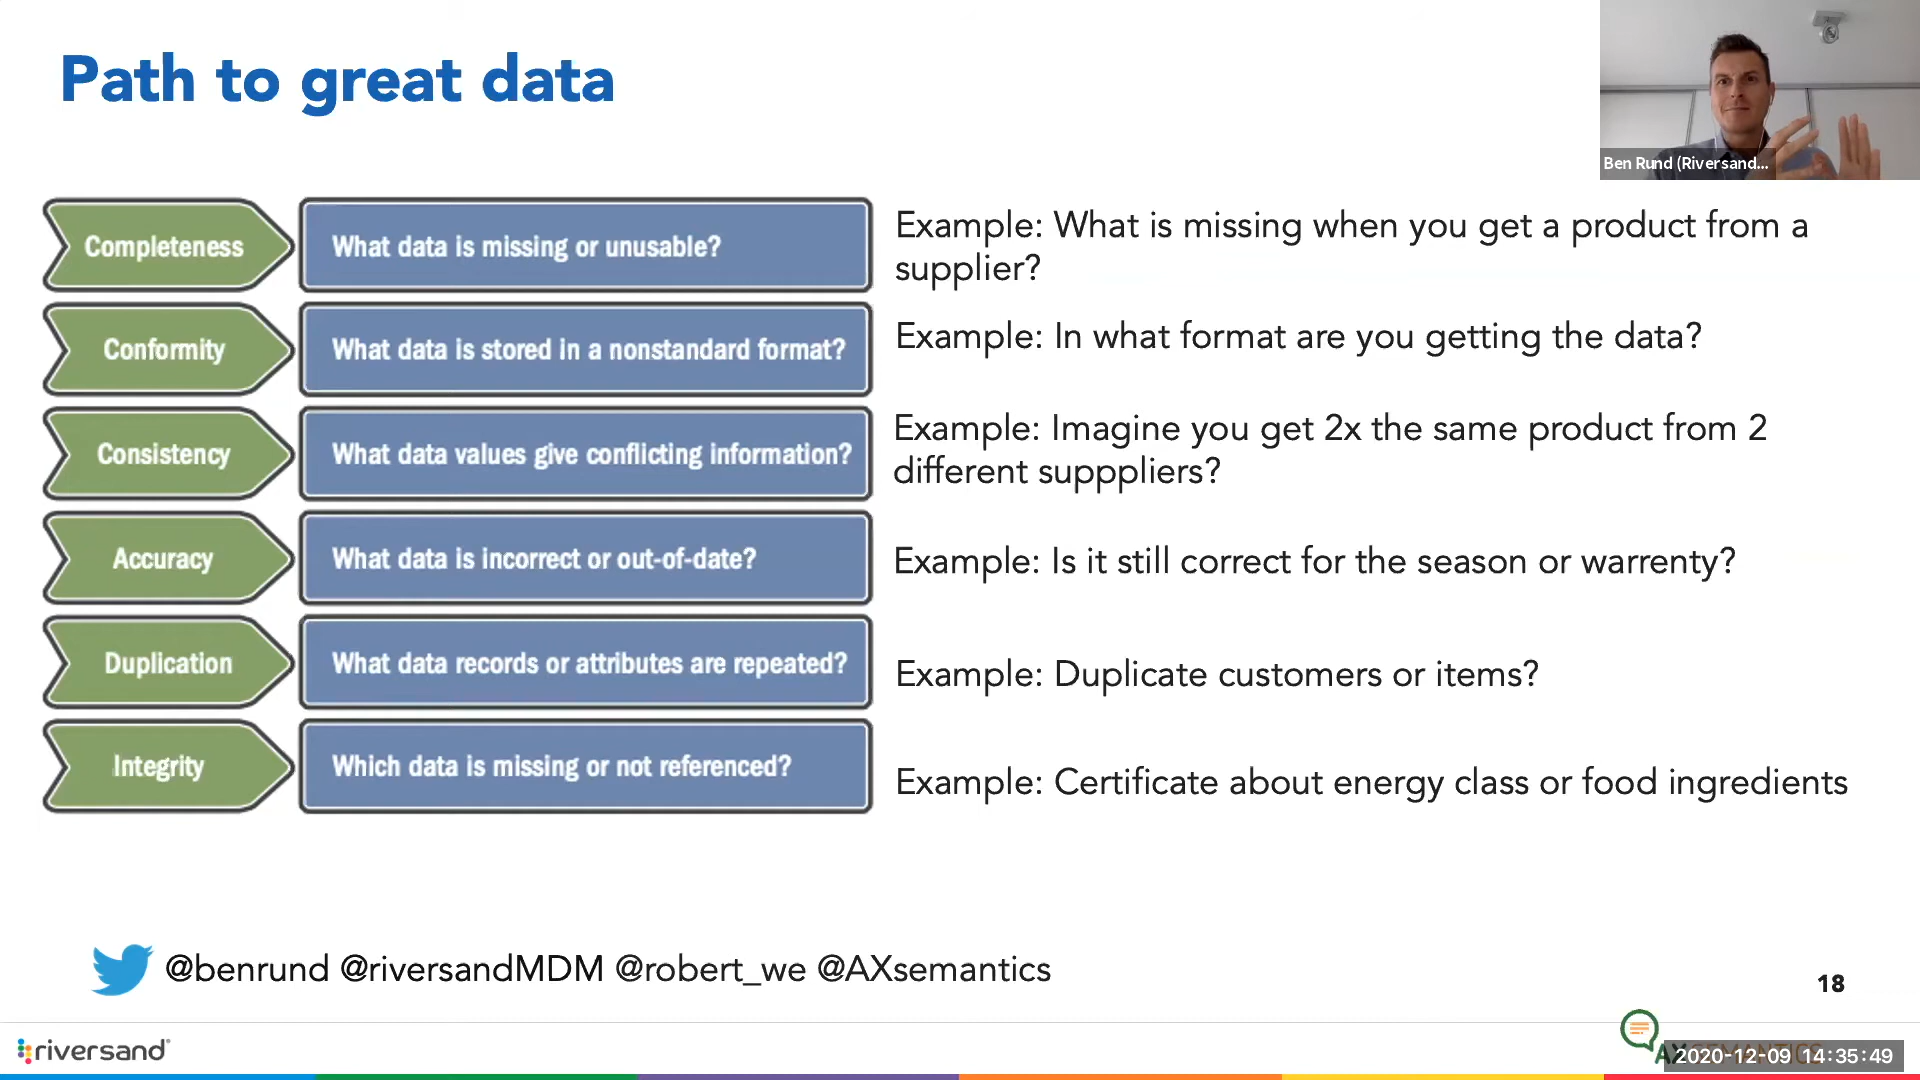 Path to great data
Ben Rund (Riversand...
Completeness
What data is missing or unusable?
Example: What is missing when you get a product from a
supplier?
Conformity
What data is stored in a nonstandard format?
Example: In what format are you getting the data?
Consistency
What data values give conflicting information?
Example: Imagine you get 2x the same product from 2
different supppliers?
Accuracy
What data is incorrect or out-of-date?
Example: Is it still correct for the season or warrenty?
Duplication
What data records or attributes are repeated?
Example: Duplicate customers or items?
Integrity
Which data is missing or not referenced?
Example: Certificate about energy class or food ingredients
@benrund @riversandMDM @robert_we @AXsemantics
18
riversand
2020-12-09 14:35:49